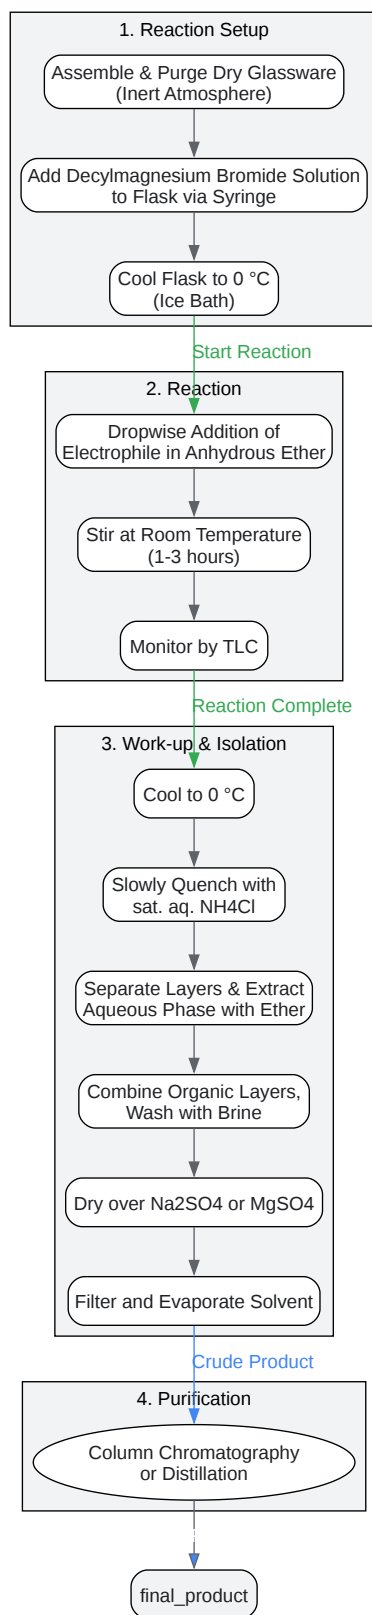 1. Reaction Setup
Assemble & Purge Dry Glassware
(Inert Atmosphere)
Add Decylmagnesium Bromide Solution
to Flask via Syringe
Cool Flask to 0 °C
(Ice Bath)
Start Reaction
2. Reaction
Dropwise Addition of
Electrophile in Anhydrous Ether
Stir at Room Temperature
(1-3 hours)
Monitor by TLC
Reaction Complete
3. Work-up & Isolation
Cool to 0 °C
Slowly Quench with
sat. aq. NH4Cl
Separate Layers & Extract
Aqueous Phase with Ether
Combine Organic Layers,
Wash with Brine
Dry over Na2SO4 or MgSO4
Filter and Evaporate Solvent
Crude Product
4. Purification
Column Chromatography
or Distillation
final_product